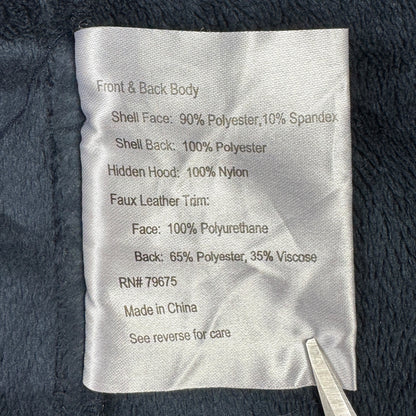 Front & Back Body
Shell Face: 90% Polyester,10% Spandex
Shell Back: 100% Polyester
Hidden Hood: 100% Nylon
Faux Leather Trim:
Face: 100% Polyurethane
Back: 65% Polyester, 35% Viscose
RN# 79675
Made in China
See reverse for care